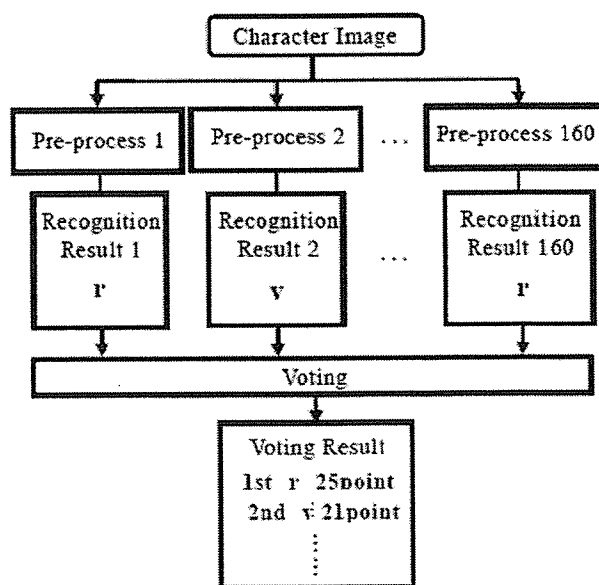 Character Image
Pre-process 1 Pre-process 2 ... Pre-process 160
Recognition Result 1
r
Recognition Result 2
v
...
Recognition Result 160
r
Voting
Voting Result
1st r 25point
2nd v 21point